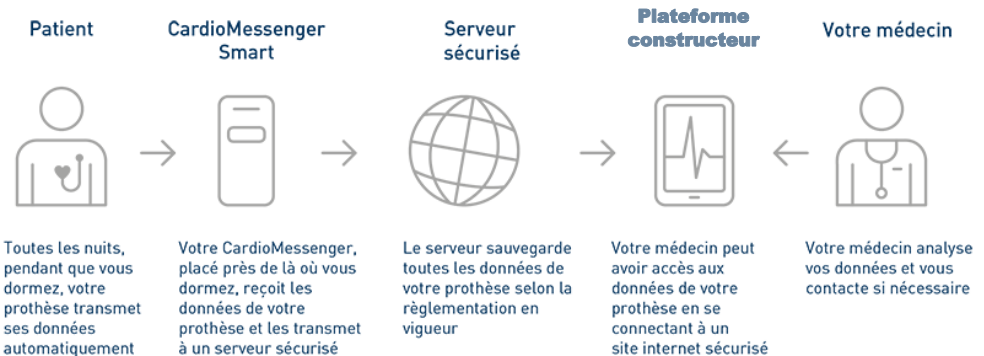 Patient
CardioMessenger
Smart
Serveur
sécurisé
Plateforme
constructeur
Votre médecin
Toutes les nuits,
pendant que vous
dormez, votre
prothèse transmet
ses données
automatiquement
Votre CardioMessenger,
placé près de là où vous
dormez, reçoit les
données de votre
prothèse et les transmet
à un serveur sécurisé
Le serveur sauvegarde
toutes les données de
votre prothèse selon la
règlementation en
vigueur
Votre médecin peut
avoir accès aux
données de votre
prothèse en se
connectant à un
site internet sécurisé
Votre médecin analyse
vos données et vous
contacte si nécessaire